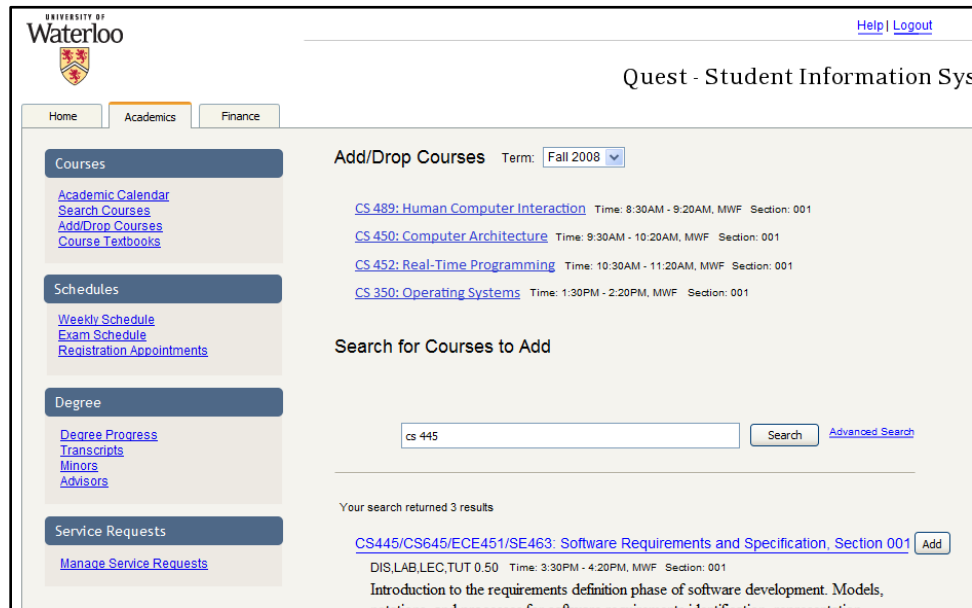 UNIVERSITY OF
Waterloo
Help | Logout
Quest - Student Information Sys
Home Academics Finance
Courses
Academic Calendar
Search Courses
Add/Drop Courses
Course Textbooks
Schedules
Weekly Schedule
Exam Schedule
Registration Appointments
Degree
Degree Progress
Transcripts
Minors
Advisors
Service Requests
Manage Service Requests
Add/Drop Courses Term: Fall 2008
CS 489: Human Computer Interaction Time: 8:30AM - 9:20AM, MWF Section: 001
CS 450: Computer Architecture Time: 9:30AM - 10:20AM, MWF Section: 001
CS 452: Real-Time Programming Time: 10:30AM - 11:20AM, MWF Section: 001
CS 350: Operating Systems Time: 1:30PM - 2:20PM, MWF Section: 001
Search for Courses to Add
cs 445 Search Advanced Search
Your search returned 3 results
CS445/CS645/ECE451/SE463: Software Requirements and Specification, Section 001 Add
DIS,LAB,LEC,TUT 0.50 Time: 3:30PM - 4:20PM, MWF Section: 001
Introduction to the requirements definition phase of software development. Models,